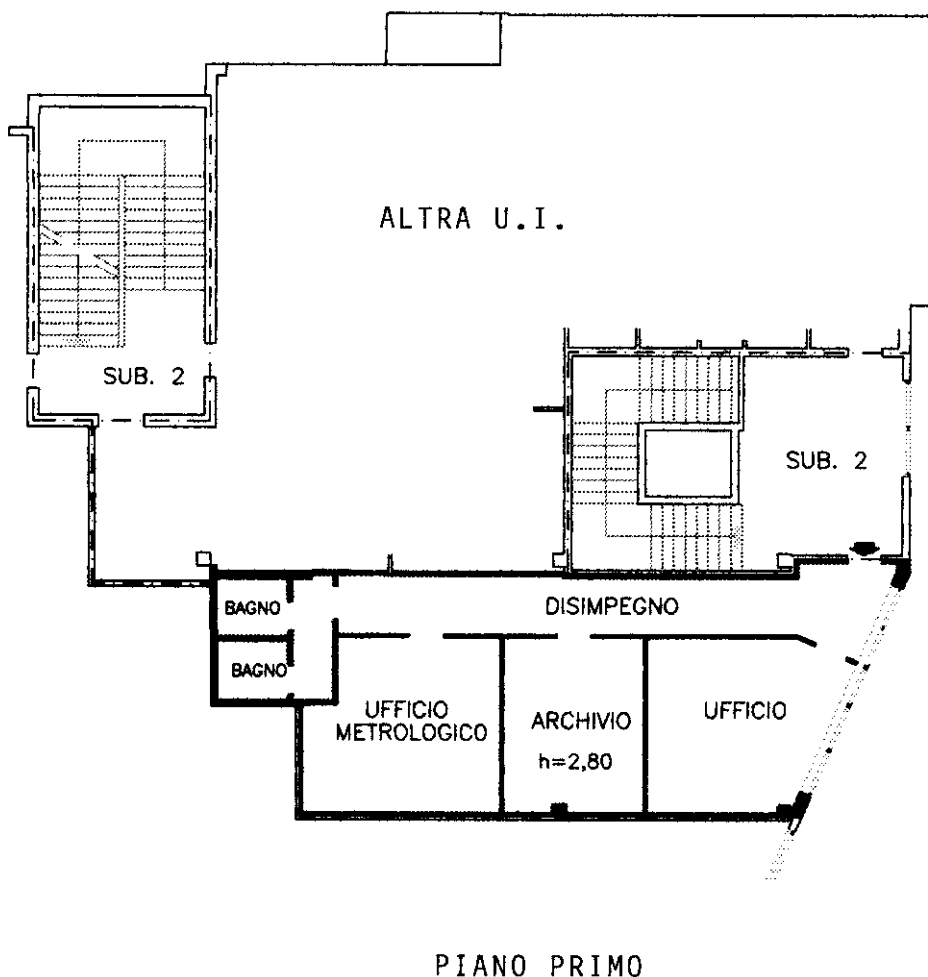 ALTRA U.I.
SUB. 2
SUB. 2
BAGNO
DISIMPEGNO
BAGNO
UFFICIO
METROLOGICO
ARCHIVIO
h=2,80
UFFICIO
PIANO PRIMO